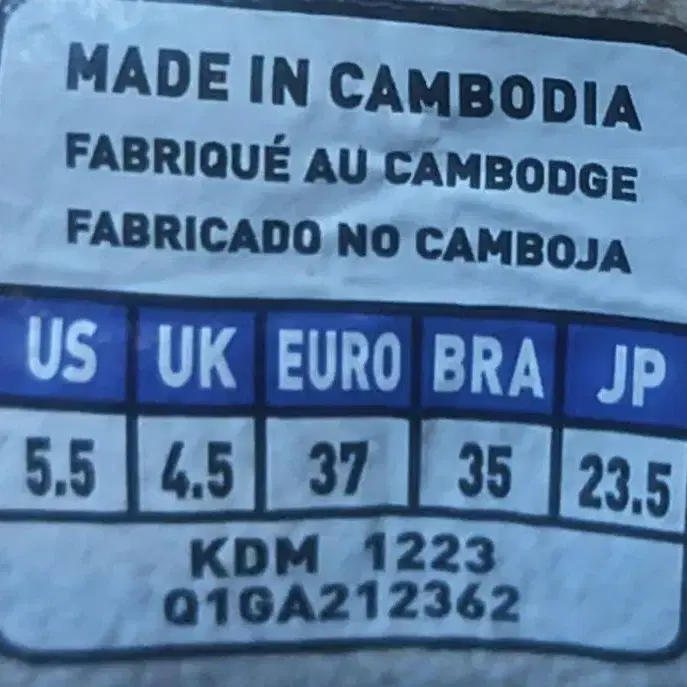 MADE IN CAMBODIA
FABRIQUÉ AU CAMBODGE
FABRICADO NO CAMBOJA
US UK EURO BRA JP
5.5 4.5 37 35 23.5
KDM 1223
Q1GA212362